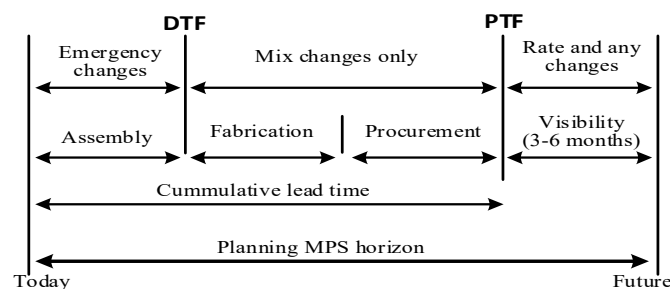 DTF
PTF
Emergency
changes
Mix changes only
Rate and any
changes
Assembly
Fabrication
Procurement
Visibility
(3-6 months)
Cummulative lead time
Planning MPS horizon
Today
Future